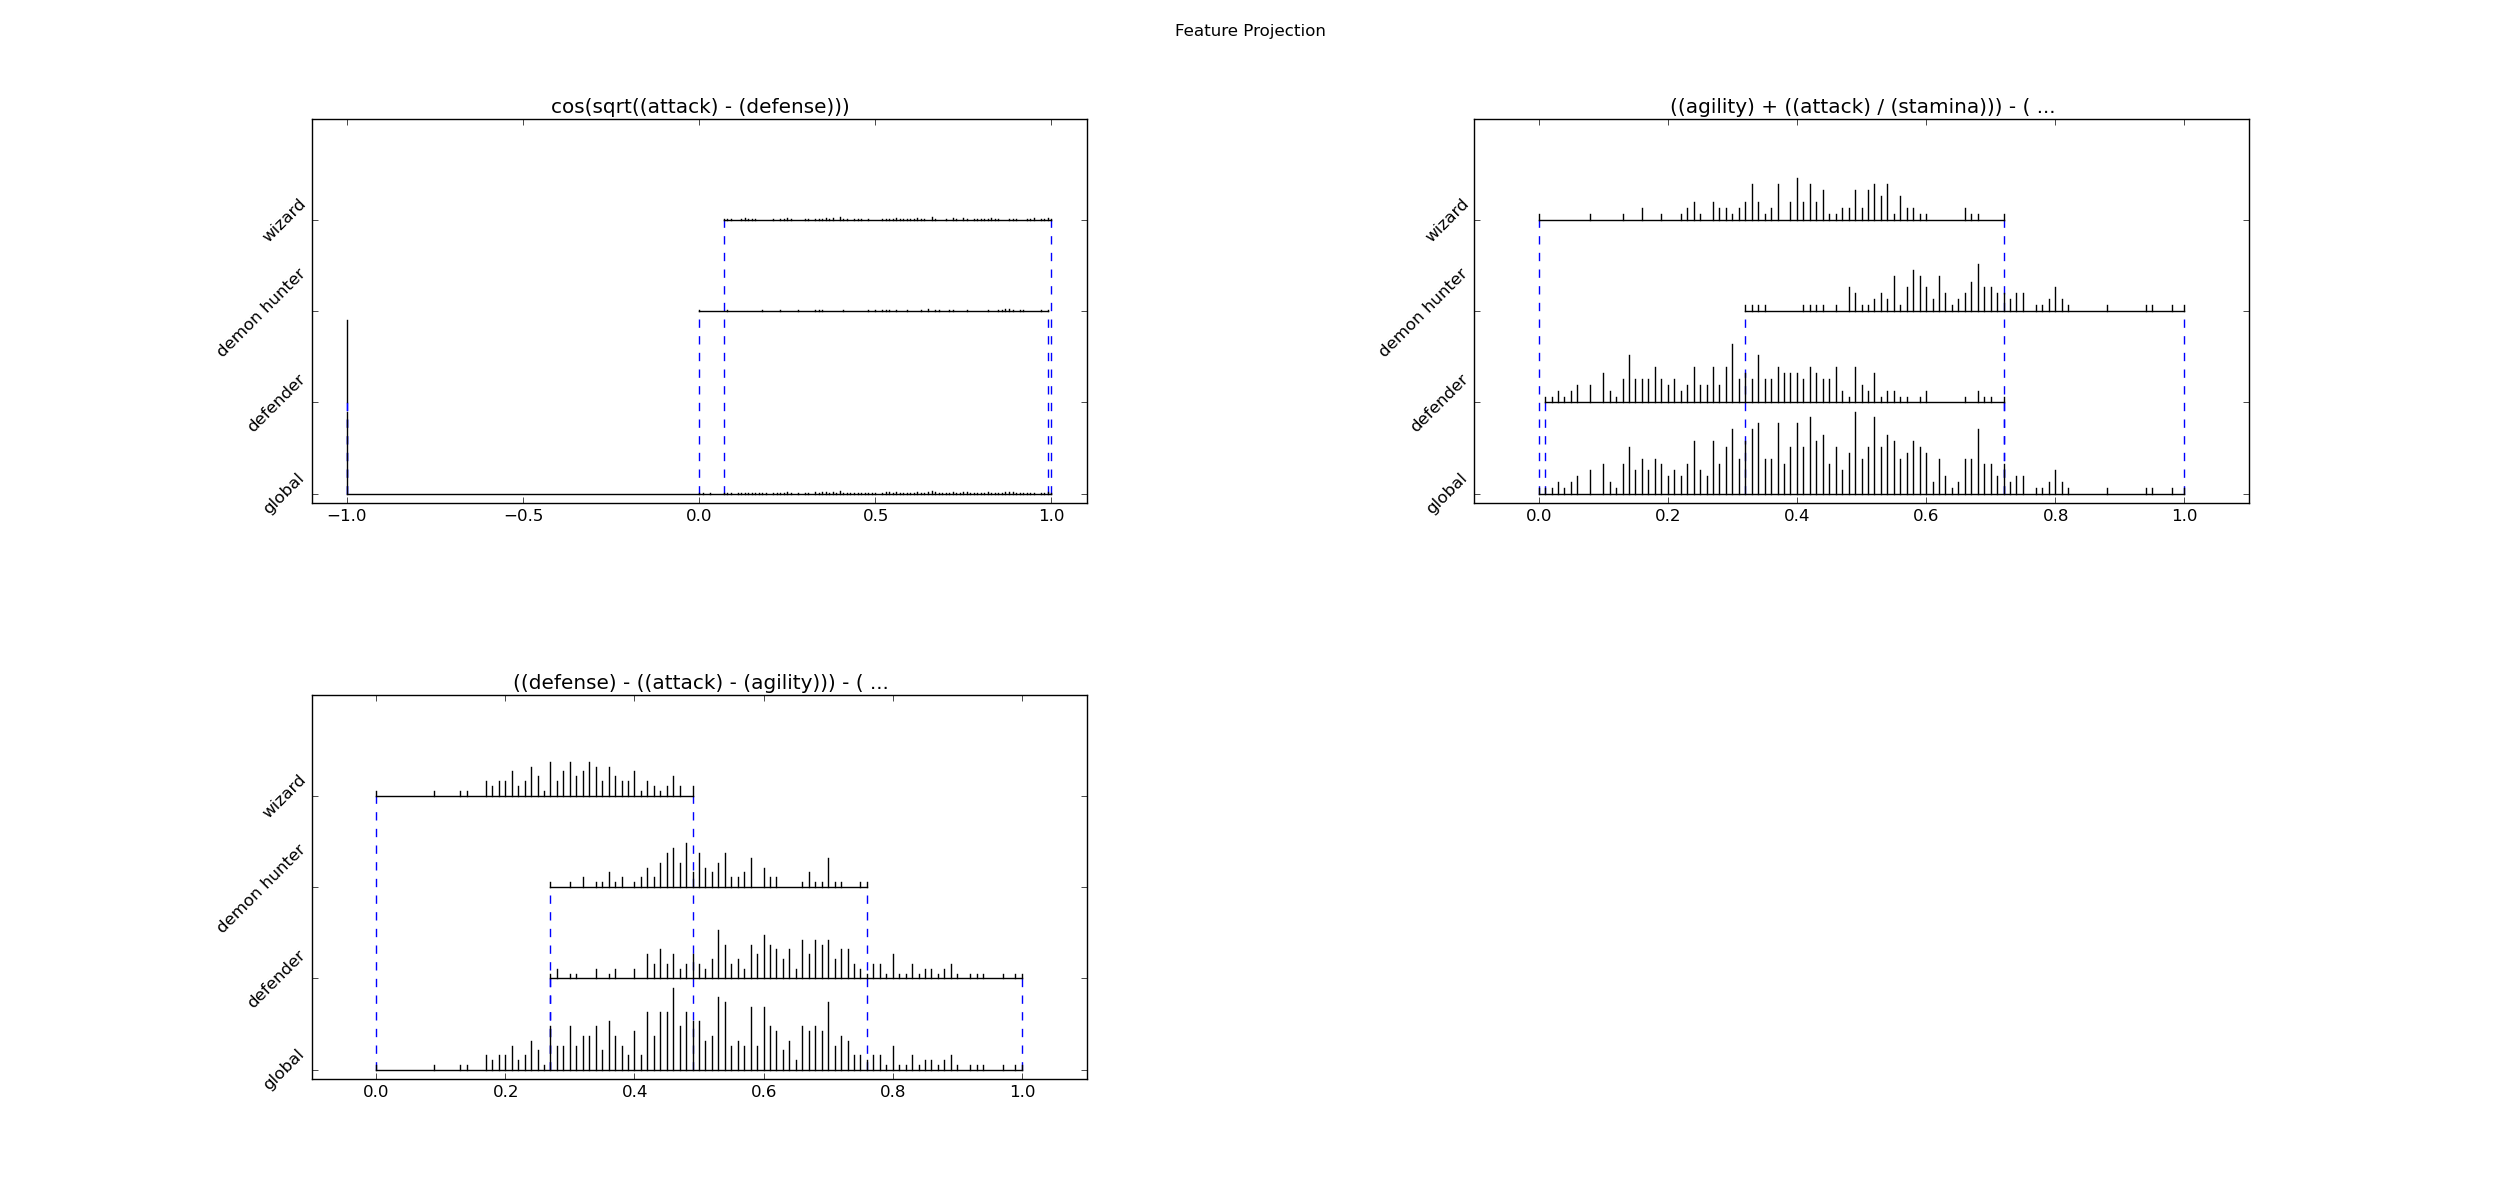 Feature Projection
cos(sqrt((attack) - (defense)))
wizard
demon hunter
defender
global
−1.0 −0.5 0.0 0.5 1.0
((agility) + ((attack) / (stamina))) - ( ...
wizard
demon hunter
defender
global
0.0 0.2 0.4 0.6 0.8 1.0
((defense) - ((attack) - (agility))) - ( ...
wizard
demon hunter
defender
global
0.0 0.2 0.4 0.6 0.8 1.0